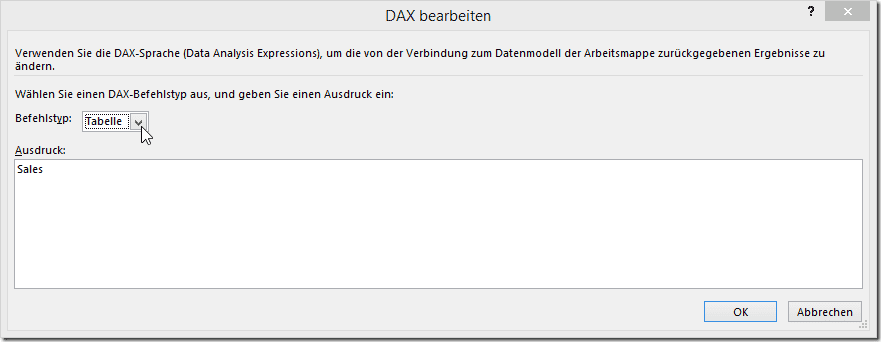 DAX bearbeiten
?
Verwenden Sie die DAX-Sprache (Data Analysis Expressions), um die von der Verbindung zum Datenmodell der Arbeitsmappe zurückgegebenen Ergebnisse zu
ändern.
Wählen Sie einen DAX-Befehlstyp aus, und geben Sie einen Ausdruck ein:
Befehlstyp: Tabelle
Ausdruck:
Sales
OK Abbrechen